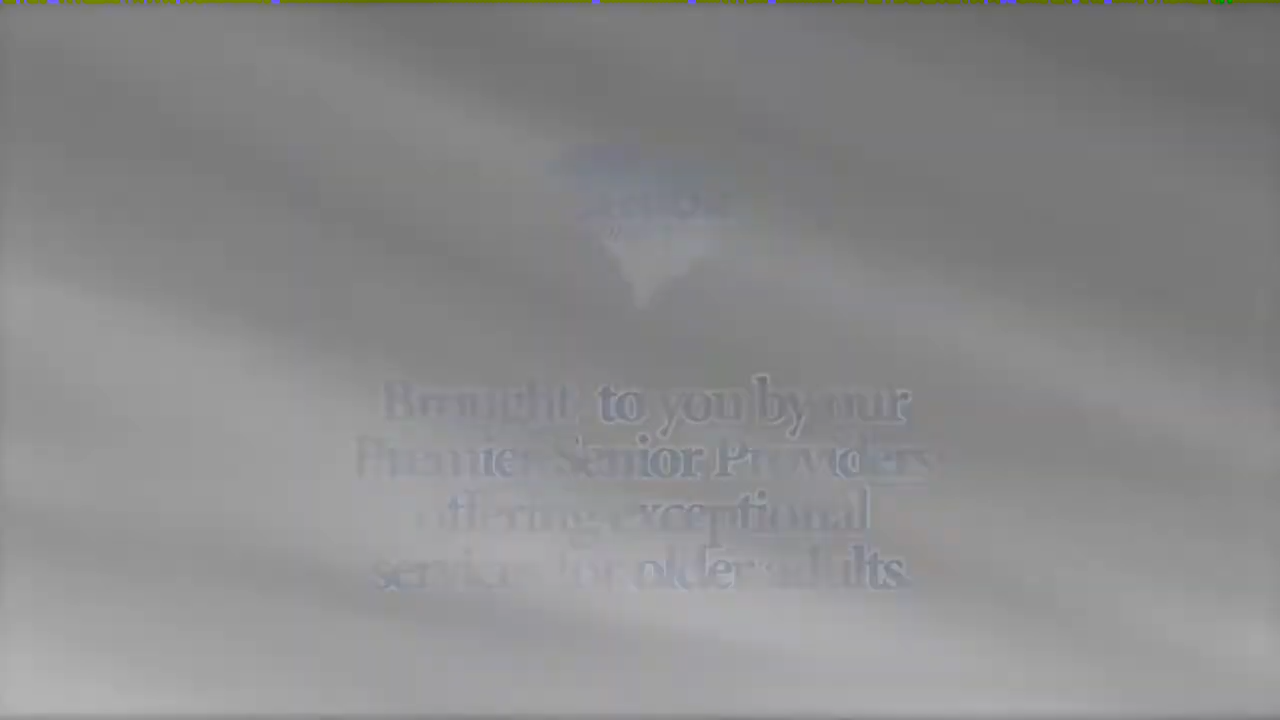 Brought to you by our
Premier Senior Providers
offering exceptional
services for older adults